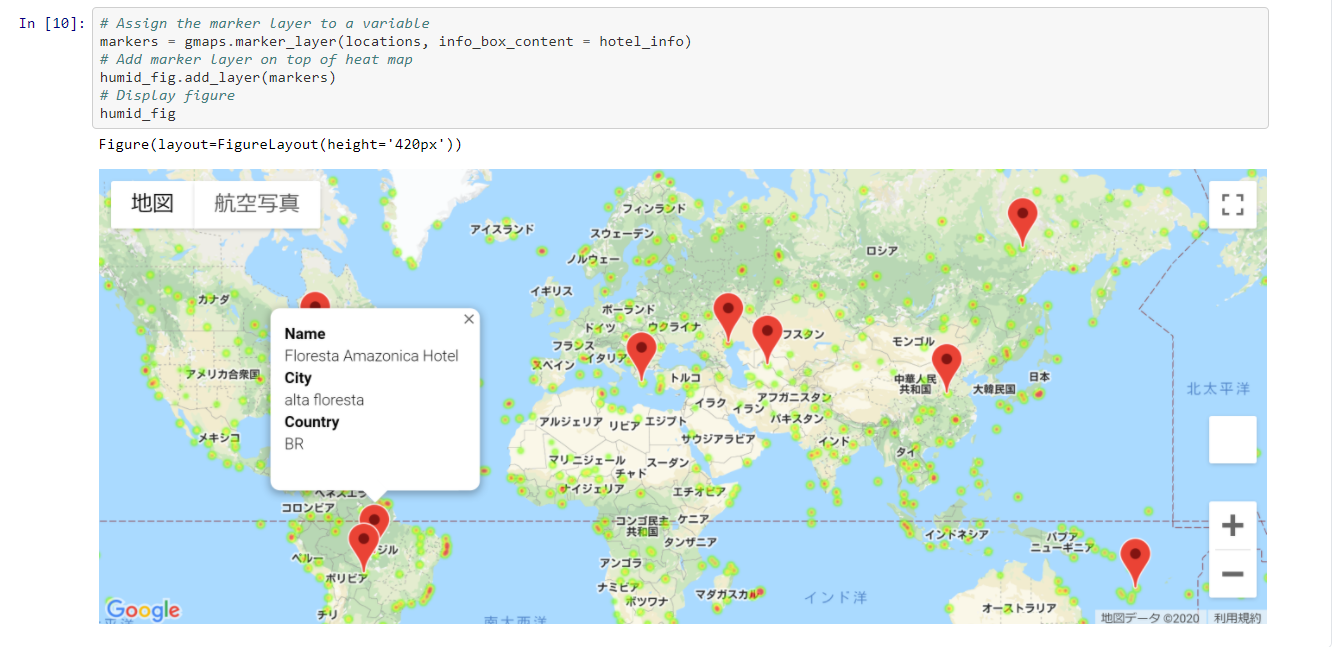 In [10]:
# Assign the marker layer to a variable
markers = gmaps.marker_layer(locations, info_box_content = hotel_info)
# Add marker layer on top of heat map
humid_fig.add_layer(markers)
# Display figure
humid_fig
Figure(layout=FigureLayout(height='420px'))
地図 航空写真
フィンランド
アイスランド
スウェーデン
ロシア
ノルウェー
イギリス
カナダ
ポーランド
ドイツ
ウクライナ
フスタン
モンゴル
フランス
イタリア
スペイン
アメリカ合衆国
トルコ
中華人民
共和国
日本
大韓民国
北太平洋
イラク
イラン
アフガニスタン
パキスタン
アルジェリア
リビア
エジプト
サウジアラビア
インド
メキシコ
タイ
マリ
ニジェール
チャド
スーダン
ナイジェリア
エチオピア
×
Name
Floresta Amazonica Hotel
City
alta floresta
Country
BR
ベネズエラ
コロンビア
コンゴ民主
共和国
ケニア
タンザニア
インドネシア
パプア
ニューギニア
ペルー
ジル
アンゴラ
ボリビア
ナミビア
ボツワナ
マダガスカル
インド洋
オーストラリア
チリ
南大西洋
Google
+
−
地図データ ©2020 利用規約